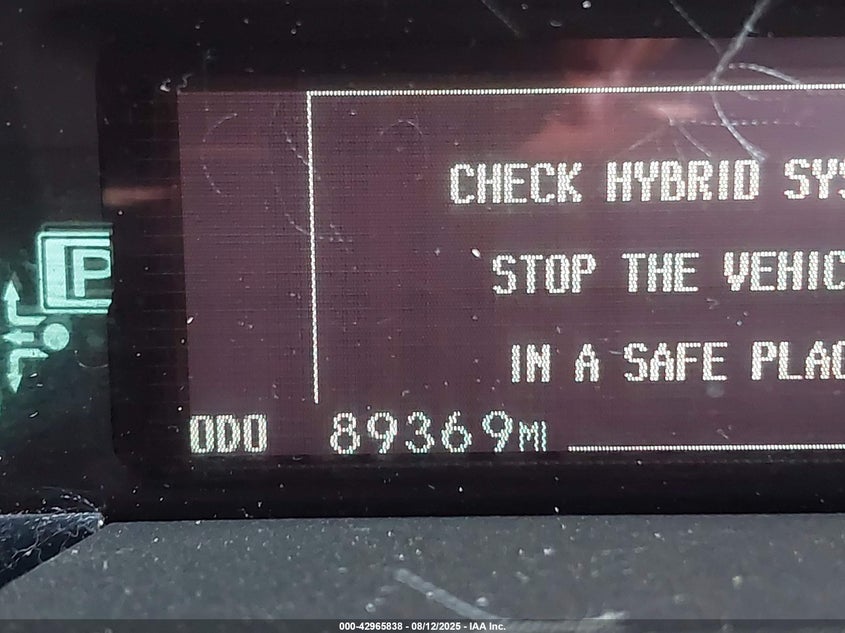 CHECK HYBRID SYS
STOP THE VEHIC
IN A SAFE PLAC
P
ODO 89369MI
000-42965838 - 08/12/2025 - IAA Inc.